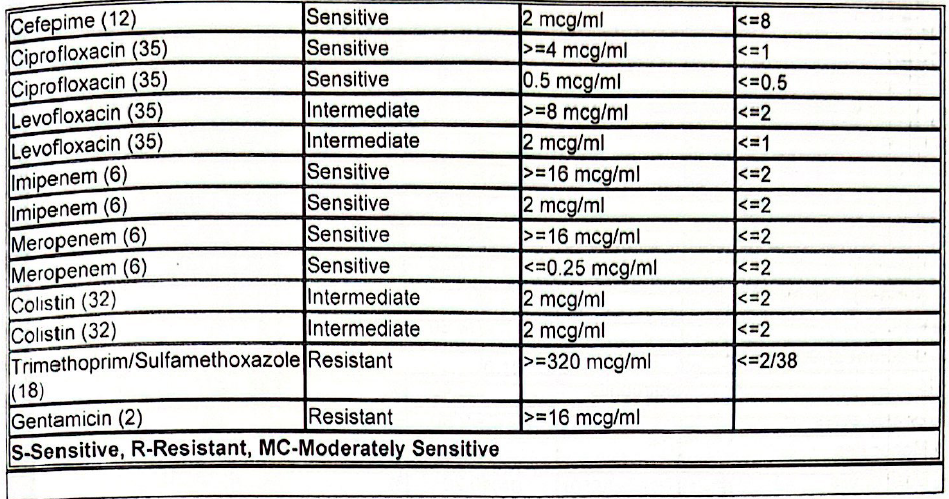 Cefepime (12) Sensitive 2 mcg/ml <=8
Ciprofloxacin (35) Sensitive >=4 mcg/ml <=1
Ciprofloxacin (35) Sensitive 0.5 mcg/ml <=0.5
Levofloxacin (35) Intermediate >=8 mcg/ml <=2
Levofloxacin (35) Intermediate 2 mcg/ml <=1
Imipenem (6) Sensitive >=16 mcg/ml <=2
Imipenem (6) Sensitive 2 mcg/ml <=2
Meropenem (6) Sensitive >=16 mcg/ml <=2
Meropenem (6) Sensitive <=0.25 mcg/ml <=2
Colistin (32) Intermediate 2 mcg/ml <=2
Colistin (32) Intermediate 2 mcg/ml <=2
Trimethoprim/Sulfamethoxazole Resistant >=320 mcg/ml <=2/38
(18)
Gentamicin (2) Resistant >=16 mcg/ml
S-Sensitive, R-Resistant, MC-Moderately Sensitive